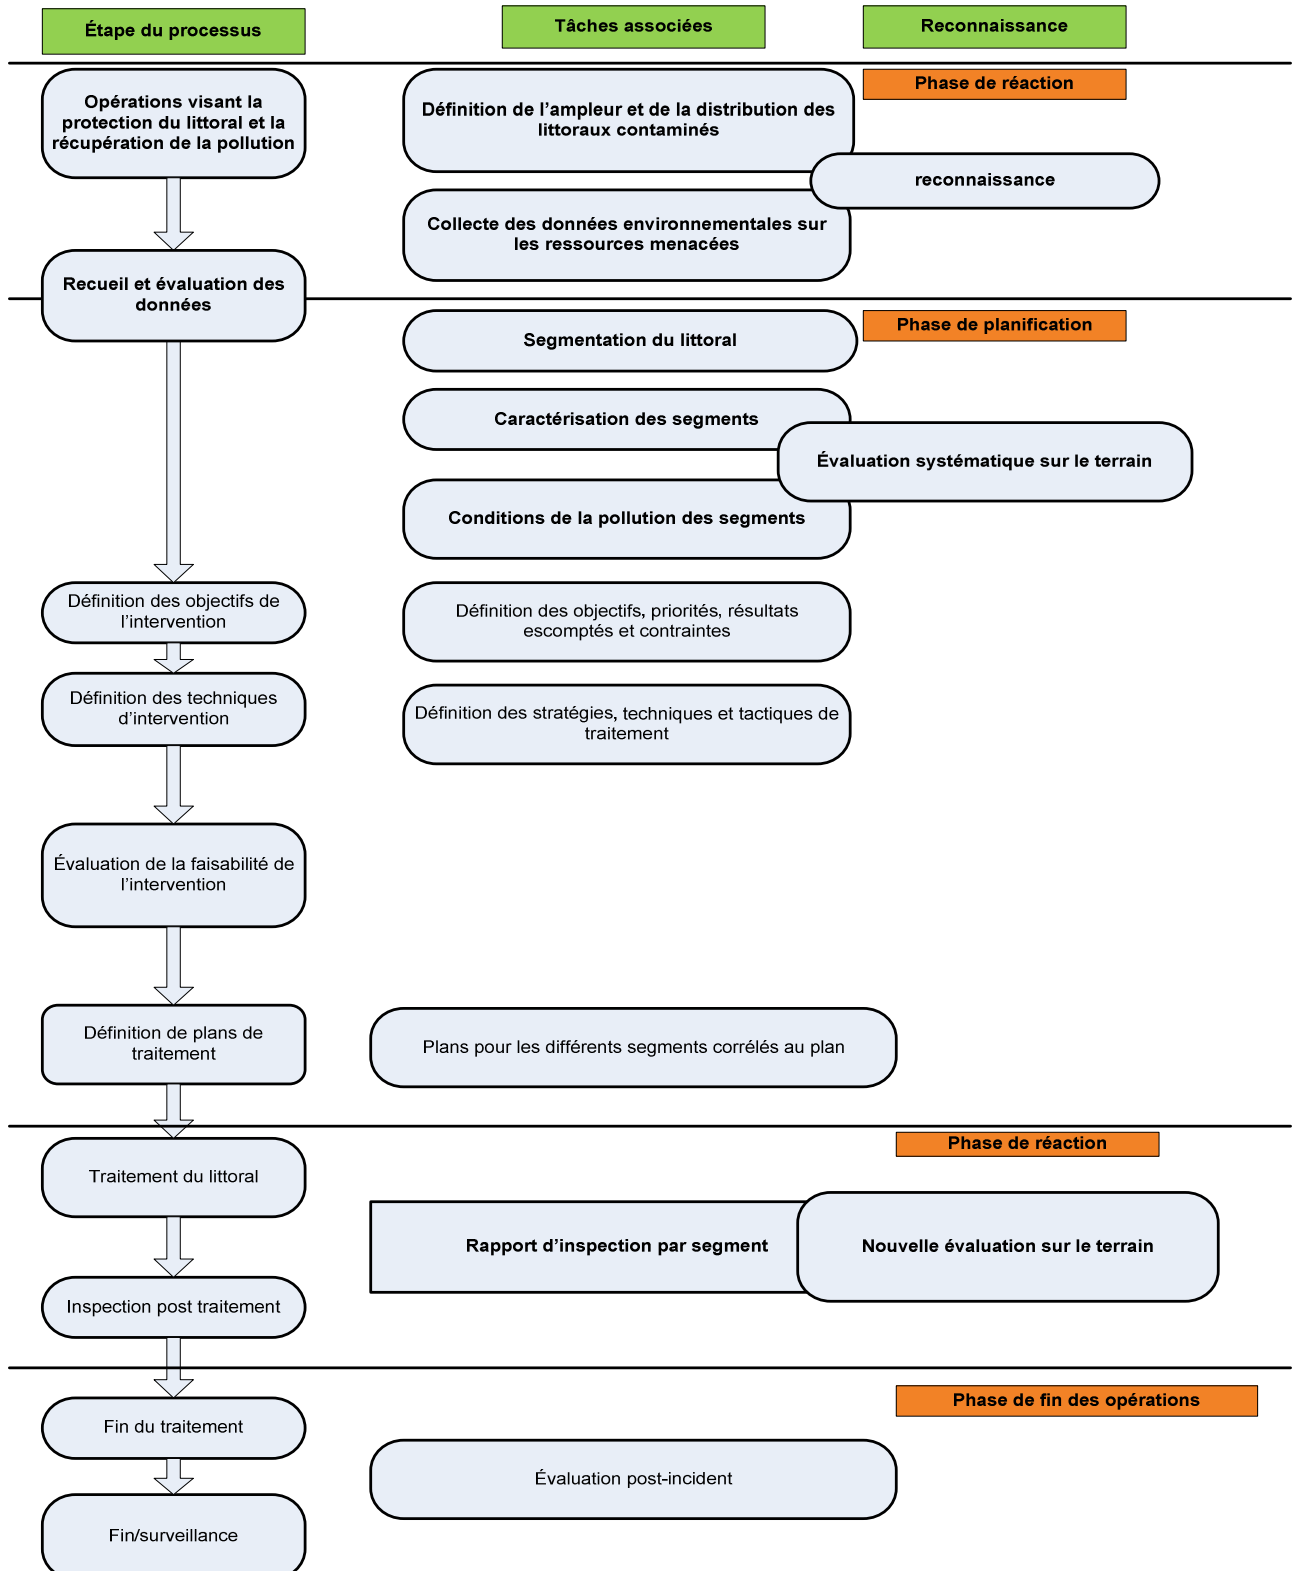 Étape du processus
Tâches associées
Reconnaissance
Opérations visant la
protection du littoral et la
récupération de la pollution
Définition de l'ampleur et de la distribution des
littoraux contaminés
Phase de réaction
reconnaissance
Collecte des données environnementales sur
les ressources menacées
Recueil et évaluation des
données
Segmentation du littoral
Phase de planification
Caractérisation des segments
Évaluation systématique sur le terrain
Conditions de la pollution des segments
Définition des objectifs de
l'intervention
Définition des objectifs, priorités, résultats
escomptés et contraintes
Définition des techniques
d'intervention
Définition des stratégies, techniques et tactiques de
traitement
Évaluation de la faisabilité de
l'intervention
Définition de plans de
traitement
Plans pour les différents segments corrélés au plan
Phase de réaction
Traitement du littoral
Rapport d'inspection par segment
Nouvelle évaluation sur le terrain
Inspection post traitement
Phase de fin des opérations
Fin du traitement
Évaluation post-incident
Fin/surveillance